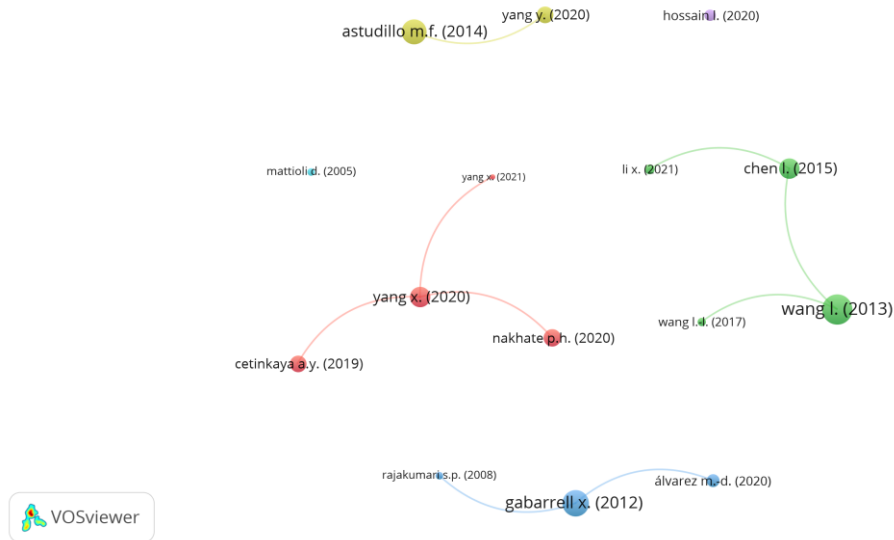 yang y. (2020)
hossain l. (2020)
astudillo m.f. (2014)
mattioli d. (2005)
yang x. (2021)
li x. (2021)
chen l. (2015)
yang x. (2020)
wang l. (2013)
wang l.-l. (2017)
nakhate p.h. (2020)
cetinkaya a.y. (2019)
rajakumari s.p. (2008)
álvarez m.-d. (2020)
gabarrell x. (2012)
VOSviewer